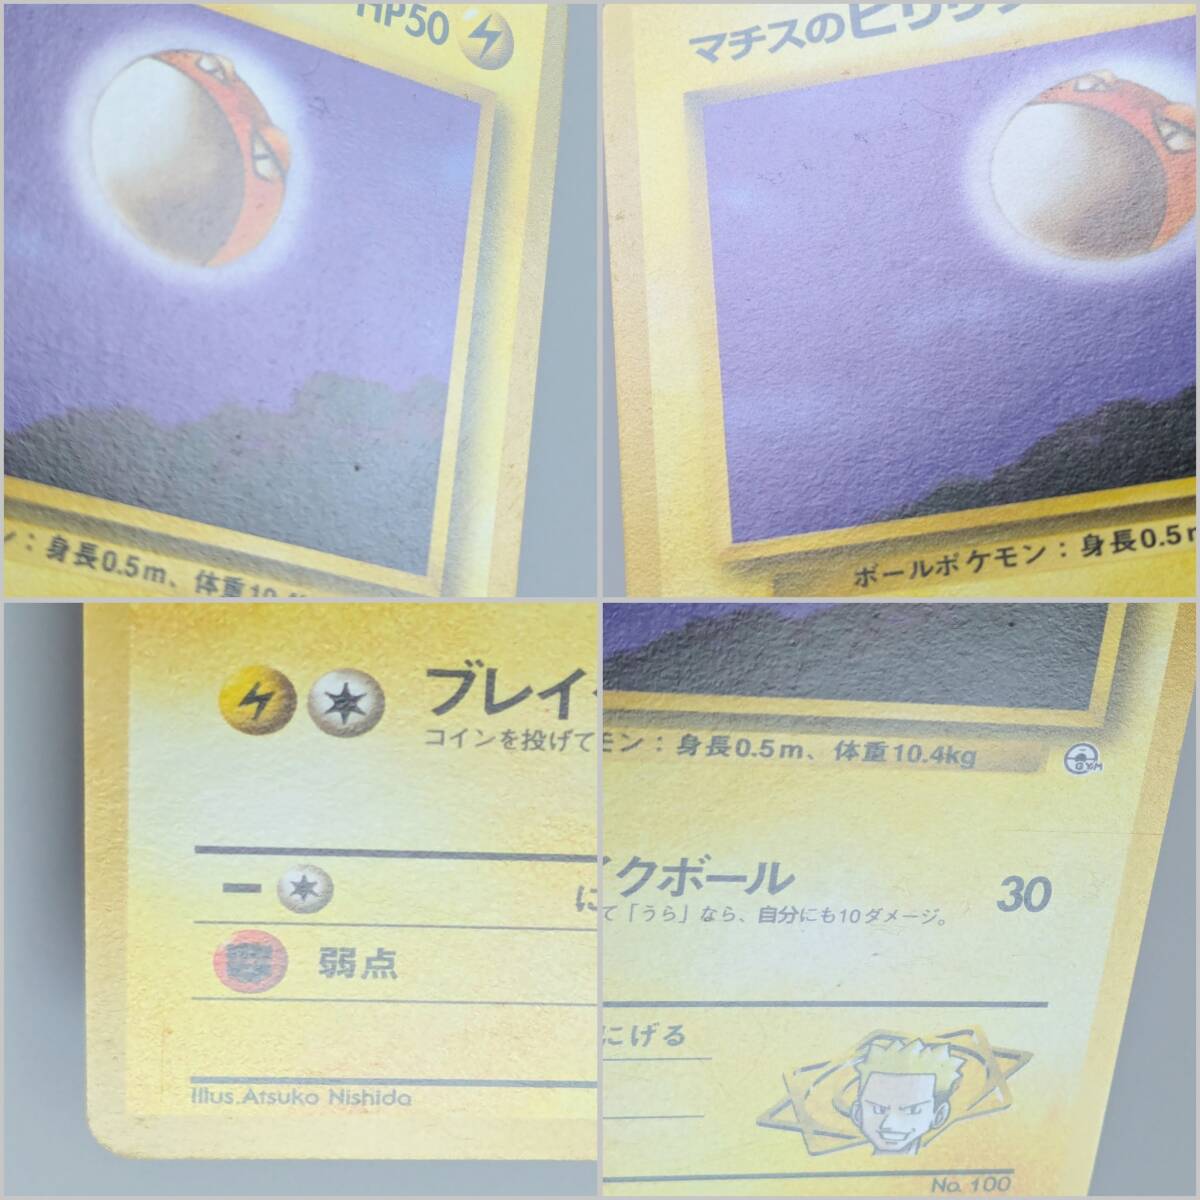 HP50
ン：身長0.5m、体重10.4k
マチスのビリリ
ボールポケモン：身長0.5m
ブレイ
コインを投げて
に
弱点
Illus.Atsuko Nishida
モン：身長0.5m、体重10.4kg
GYM
イクボール 30
て「うら」なら、自分にも10ダメージ。
にげる
No. 100